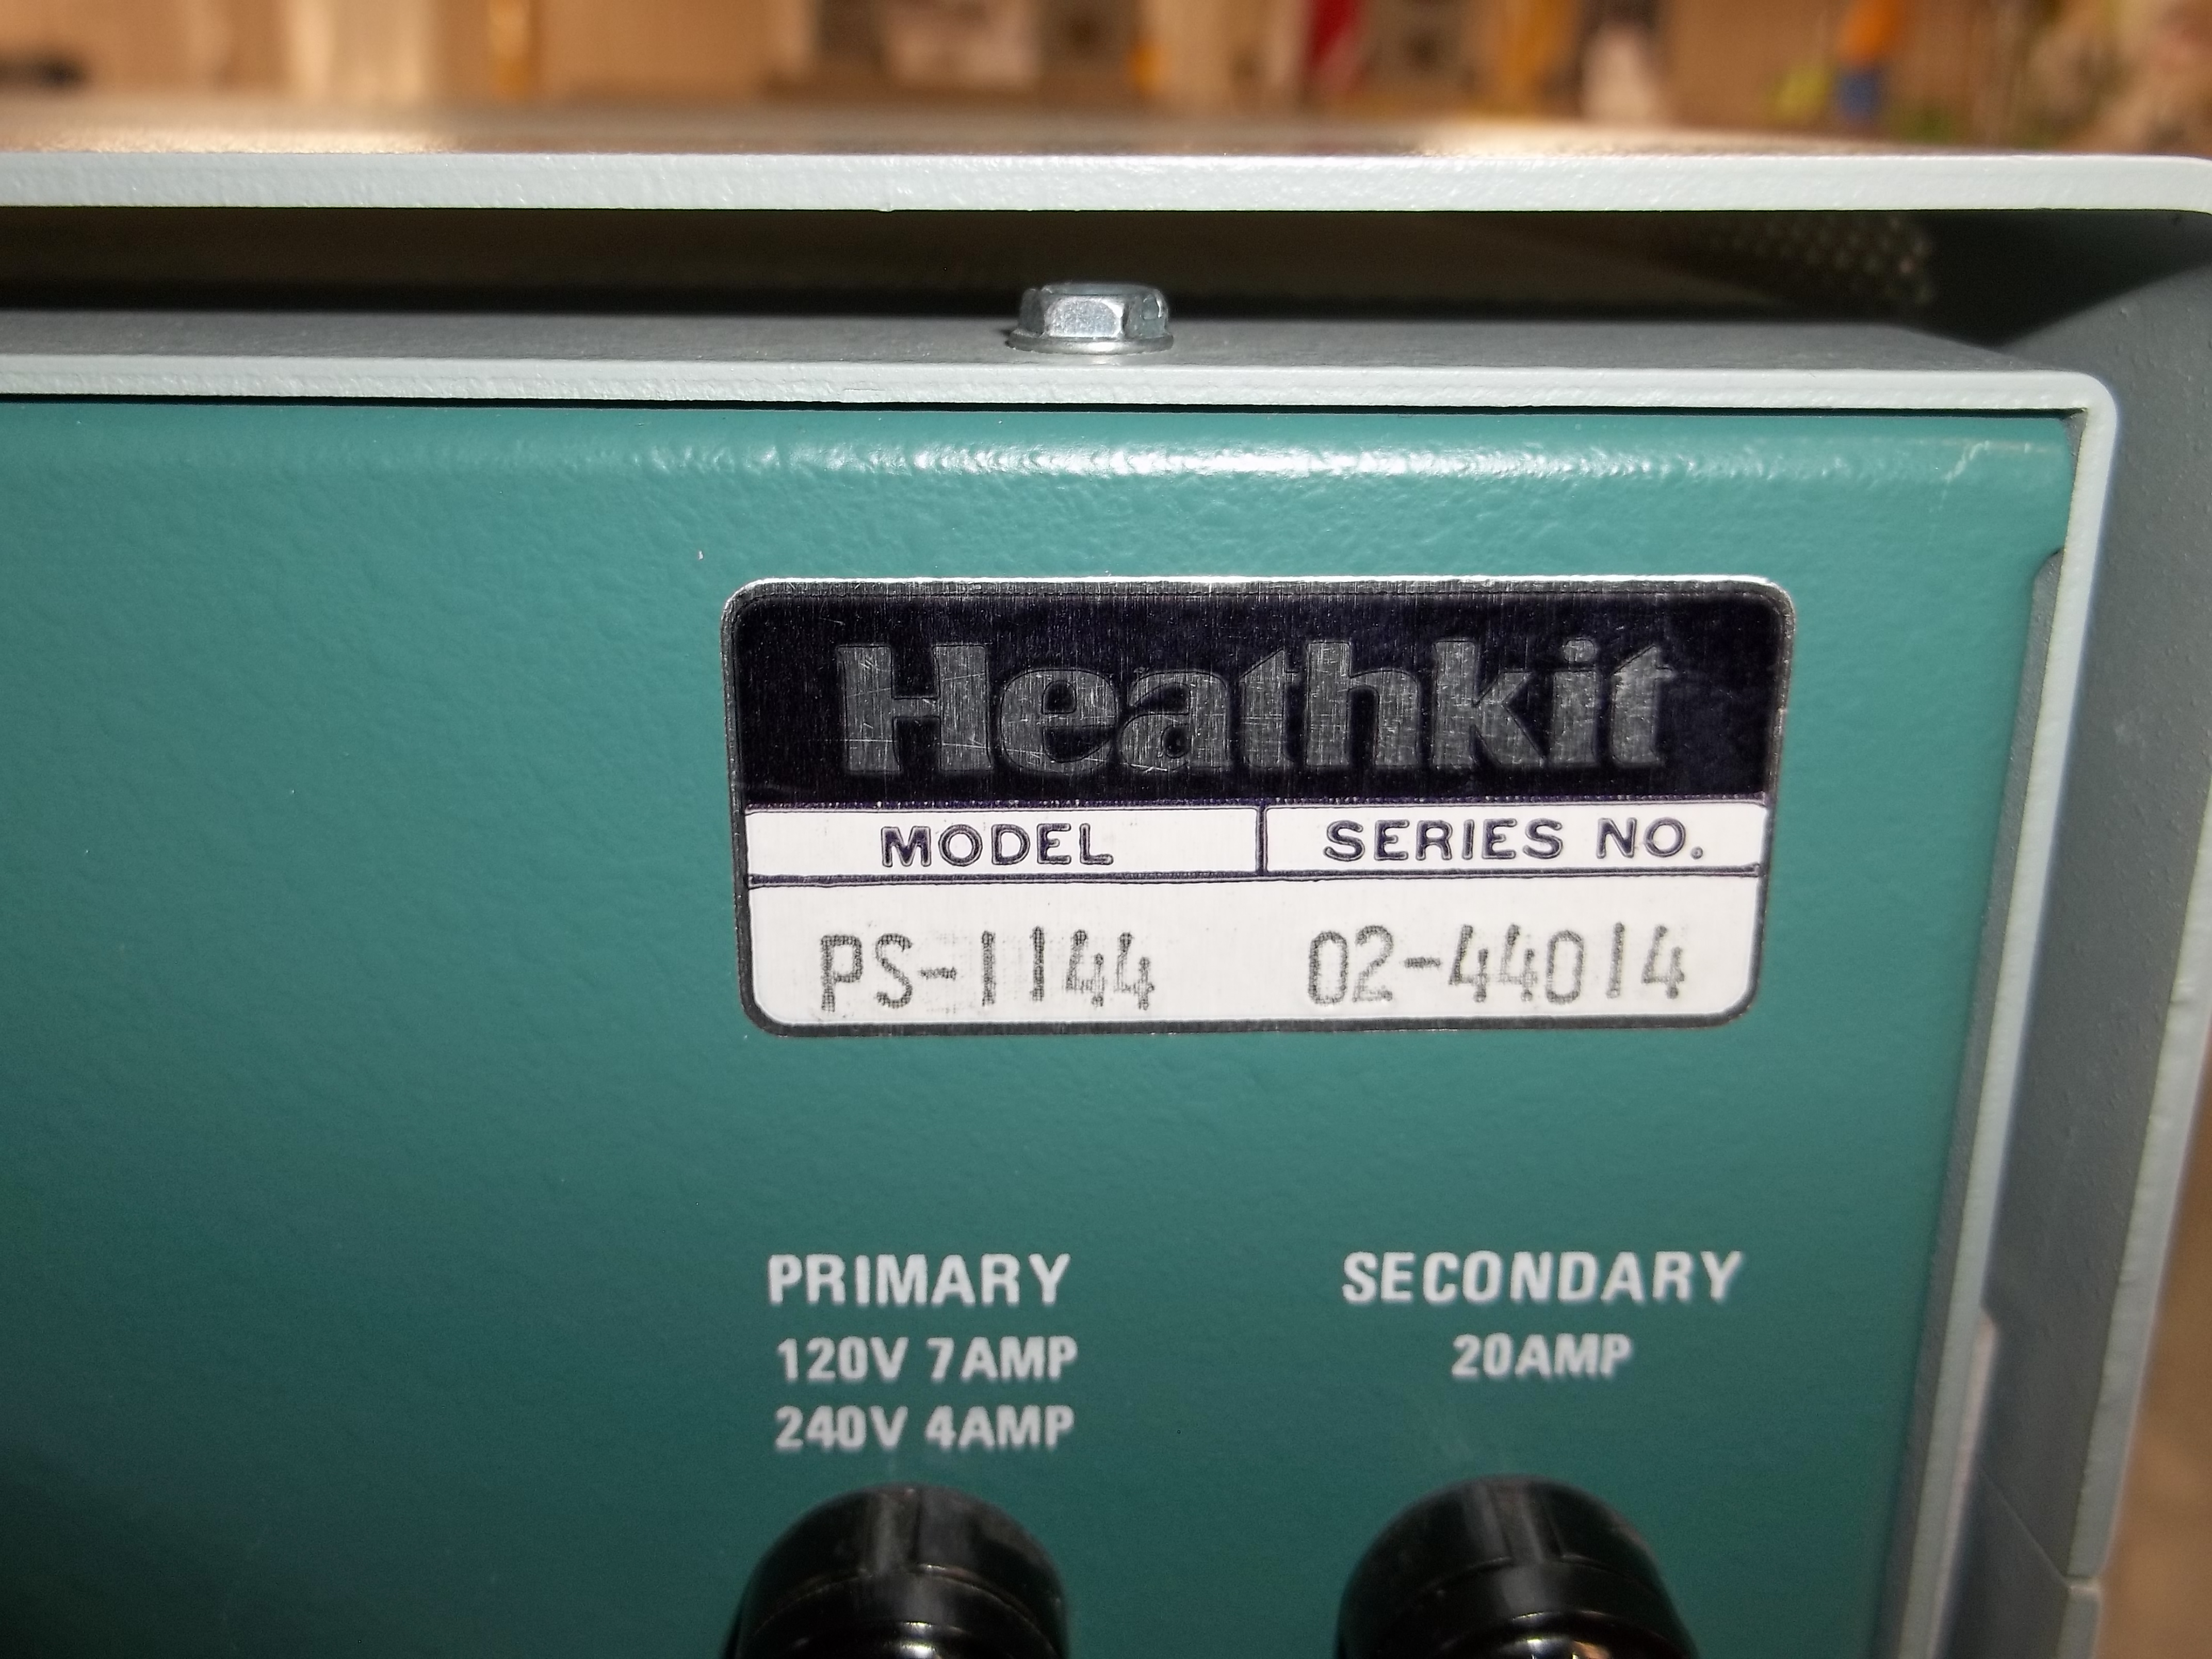 Heathkit
MODEL SERIES NO.
PS-1144 02-44014
PRIMARY SECONDARY
120V 7AMP 20AMP
240V 4AMP